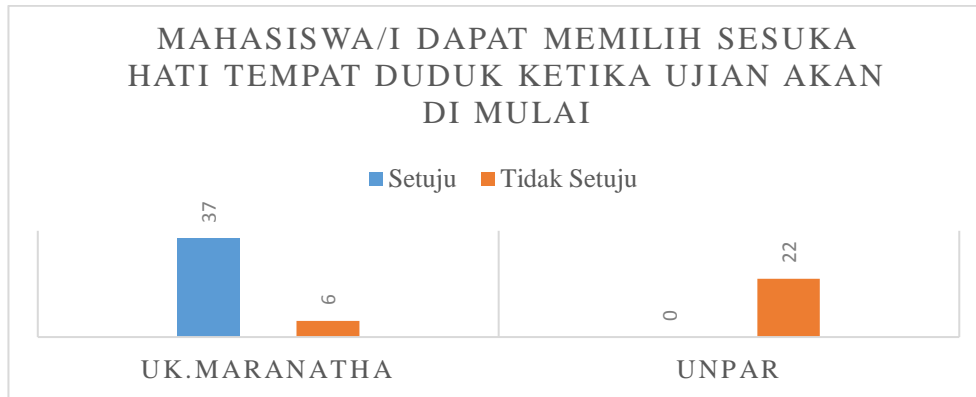 MAHASISWA/I DAPAT MEMILIH SESUKA
HATI TEMPAT DUDUK KETIKA UJIAN AKAN
DI MULAI
Setuju Tidak Setuju
37
6
0
22
UK.MARANATHA UNPAR